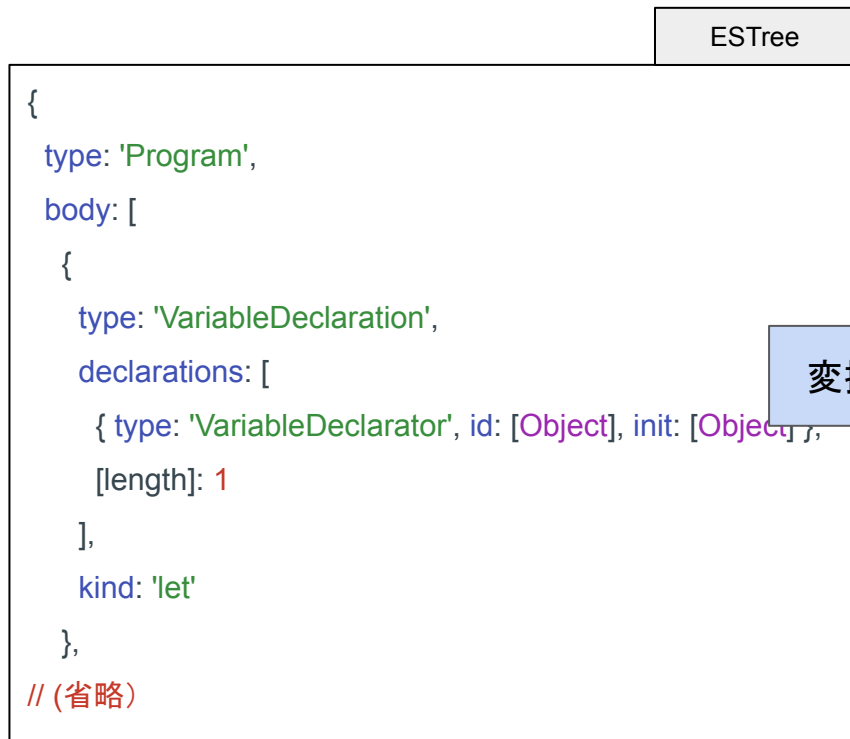 ESTree
{
type: 'Program',
body: [
{
type: 'VariableDeclaration',
declarations: [
{ type: 'VariableDeclarator', id: [Object], init: [Object] },
[length]: 1
],
kind: 'let'
},
// (省略）
変